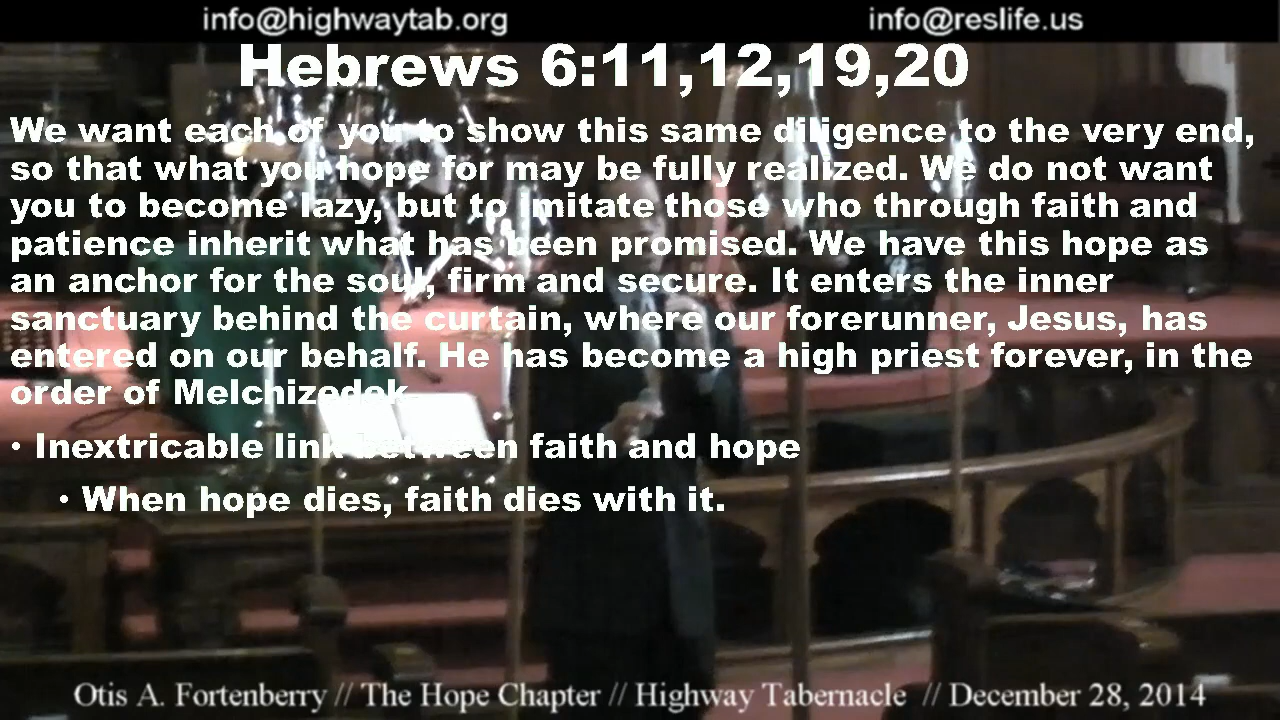 info@highwaytab.org info@reslife.us
Hebrews 6:11,12,19,20
We want each of you to show this same diligence to the very end,
so that what you hope for may be fully realized. We do not want
you to become lazy, but to imitate those who through faith and
patience inherit what has been promised. We have this hope as
an anchor for the soul, firm and secure. It enters the inner
sanctuary behind the curtain, where our forerunner, Jesus, has
entered on our behalf. He has become a high priest forever, in the
order of Melchizedek.
• Inextricable link between faith and hope
• When hope dies, faith dies with it.
Otis A. Fortenberry // The Hope Chapter // Highway Tabernacle // December 28, 2014